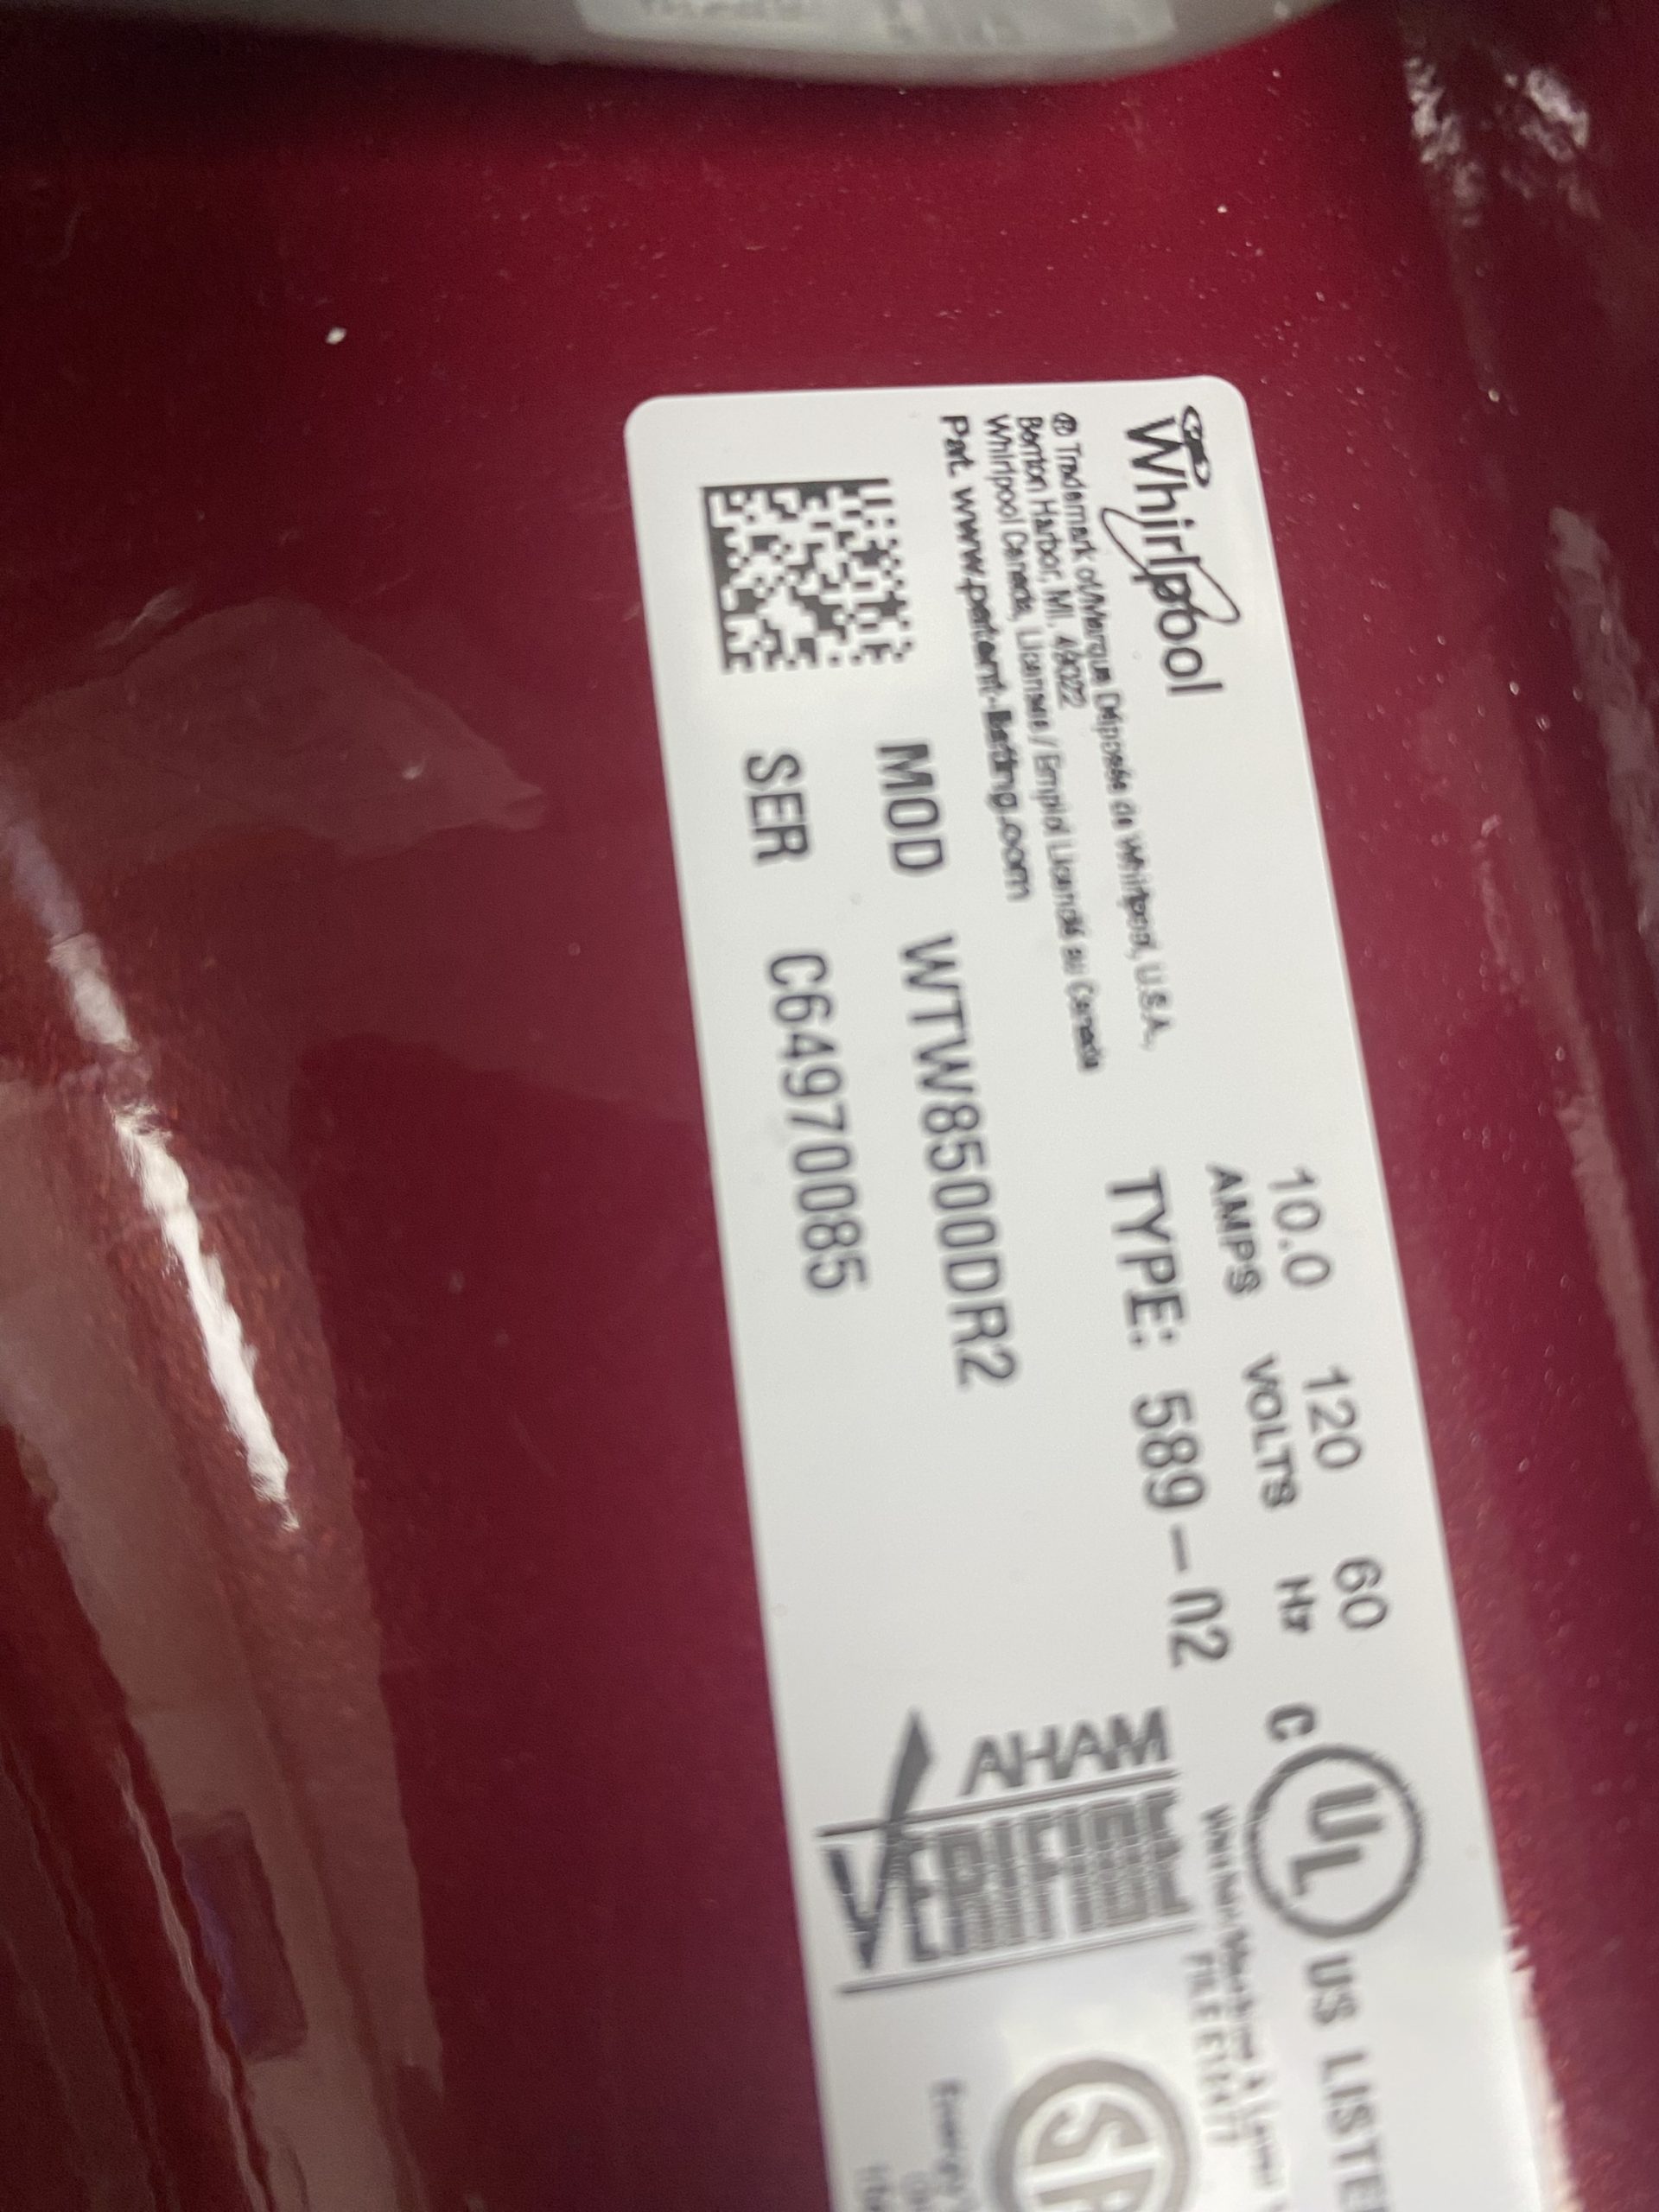 Whirlpool
® Trademark of/Marque Déposée de Whirlpool, U.S.A.,
Benton Harbor, MI. 49022
Whirlpool Canada, Licensee / Emploi Licencié au Canada
Pat. www.patent-listing.com
10.0 120 60
AMPS VOLTS Hz
TYPE: 589-02
MOD WTW8500DR2
SER C64970085
C UL US LISTE
AHAM
VERIFIDE